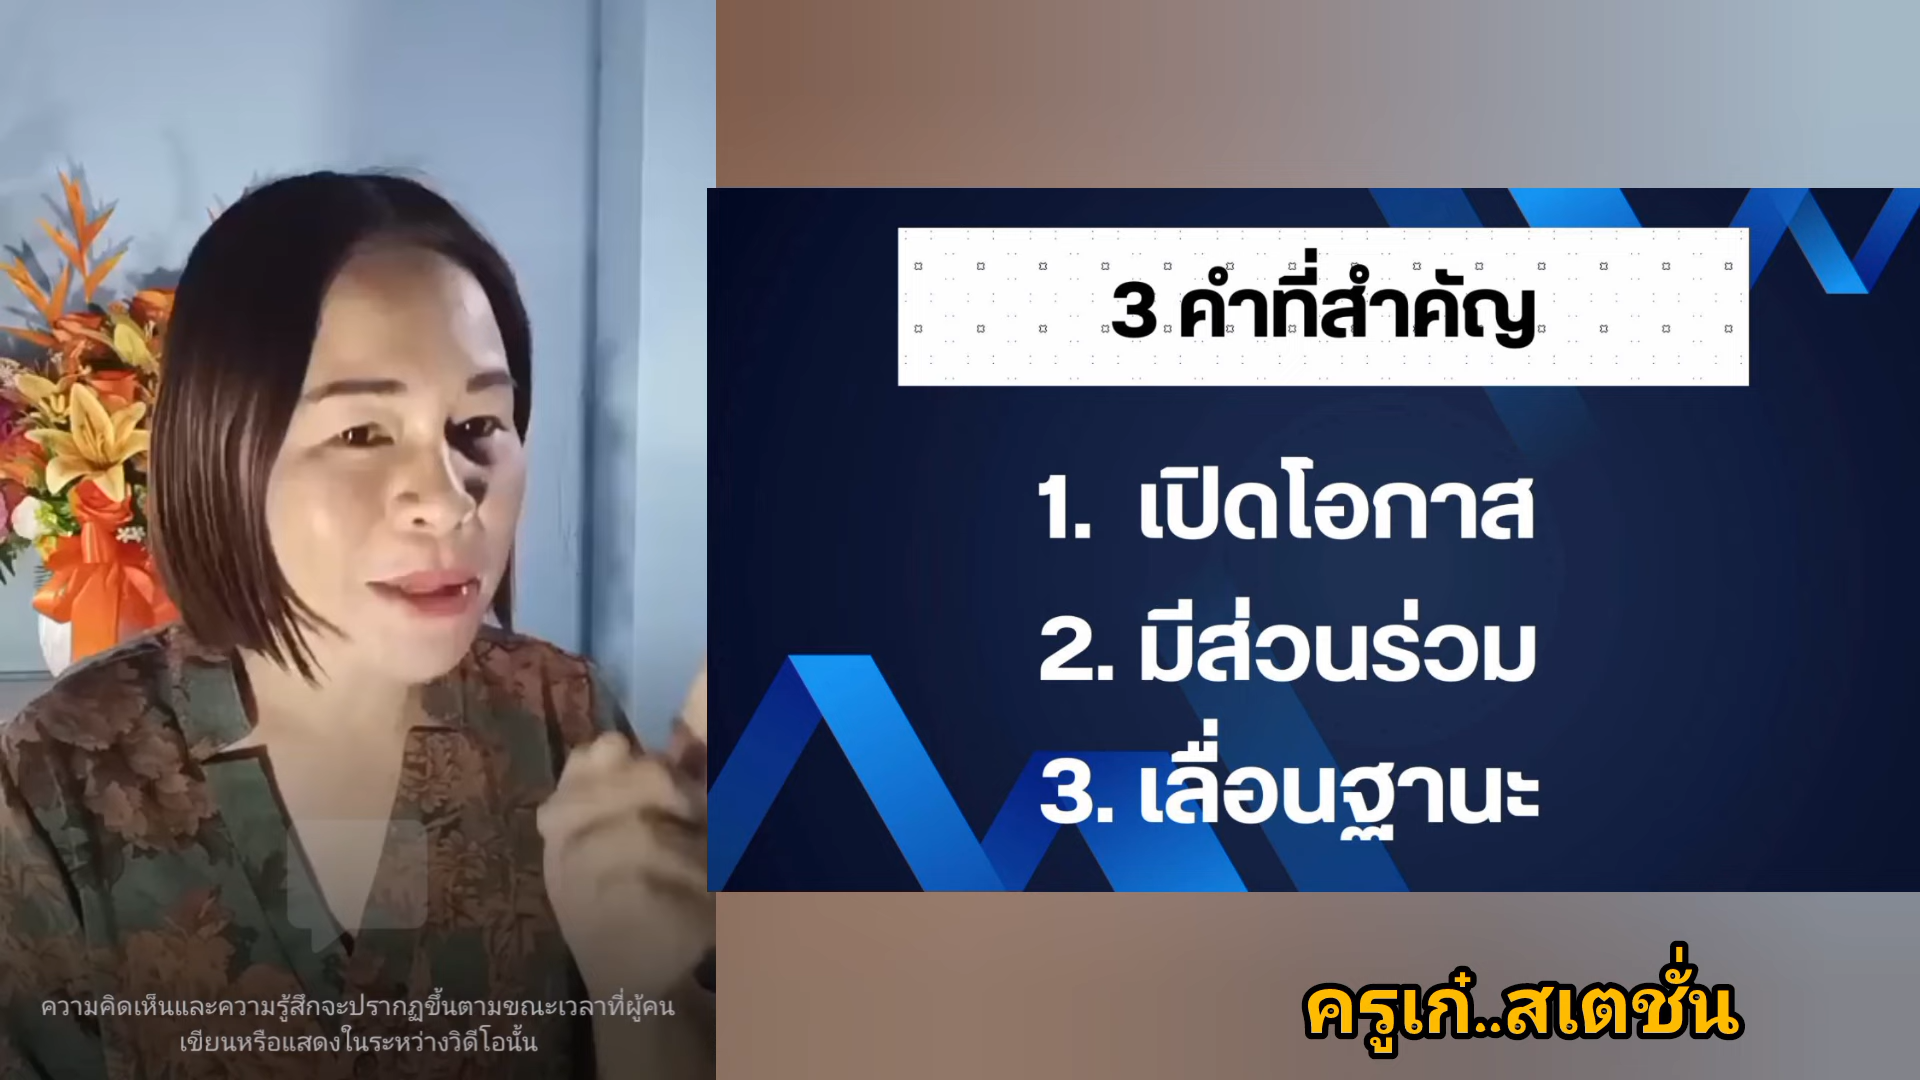 3 คำที่สำคัญ
1. เปิดโอกาส
2. มีส่วนร่วม
3. เลื่อนฐานะ
ความคิดเห็นและความรู้สึกจะปรากฏขึ้นตามขณะเวลาที่ผู้คน
เขียนหรือแสดงในระหว่างวิดีโอนั้น
ครูเก๋..สเตชั่น